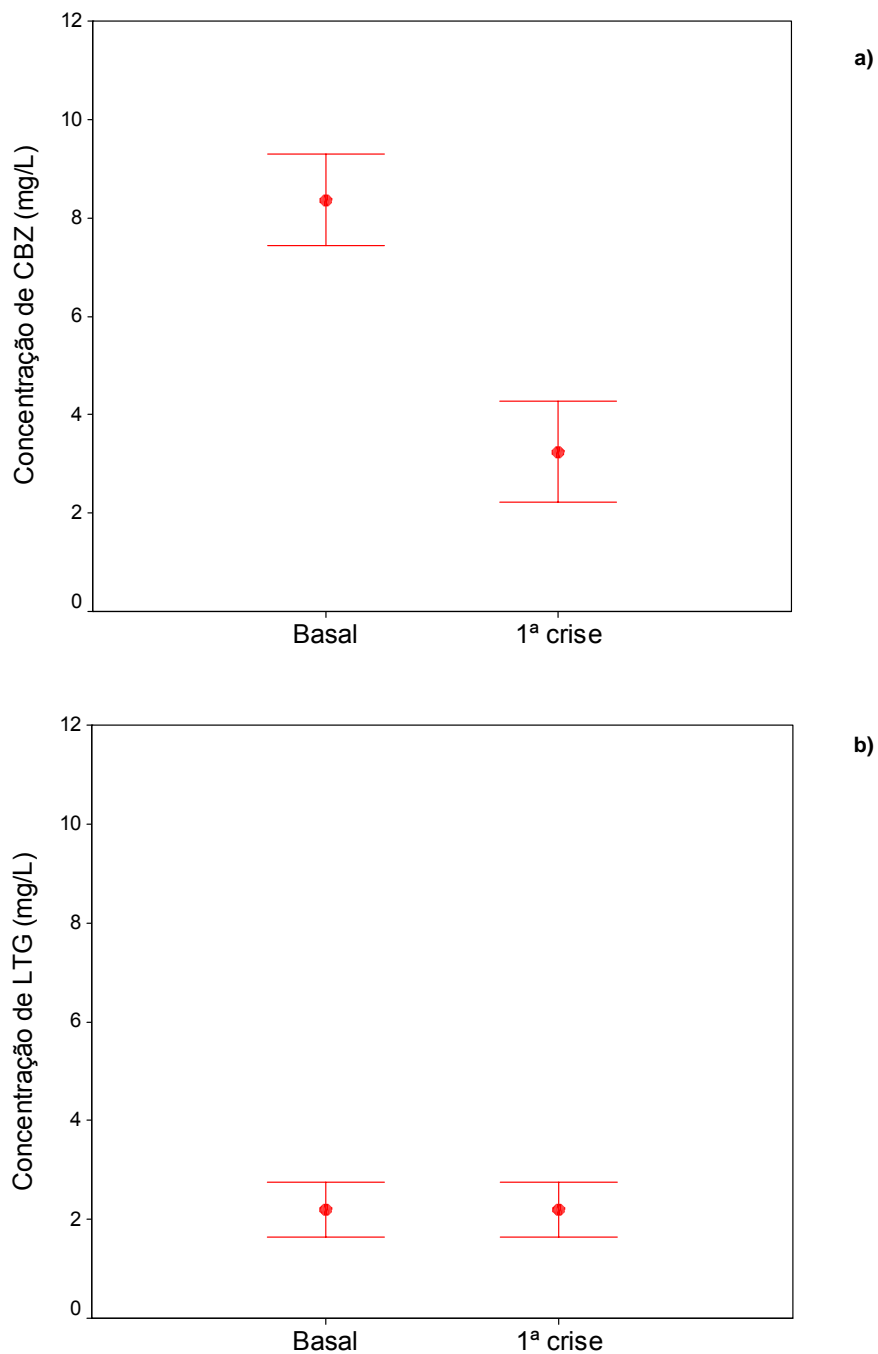 a)
Concentração de CBZ (mg/L)
12
10
8
6
4
2
0
Basal
1ª crise
b)
Concentração de LTG (mg/L)
12
10
8
6
4
2
0
Basal
1ª crise